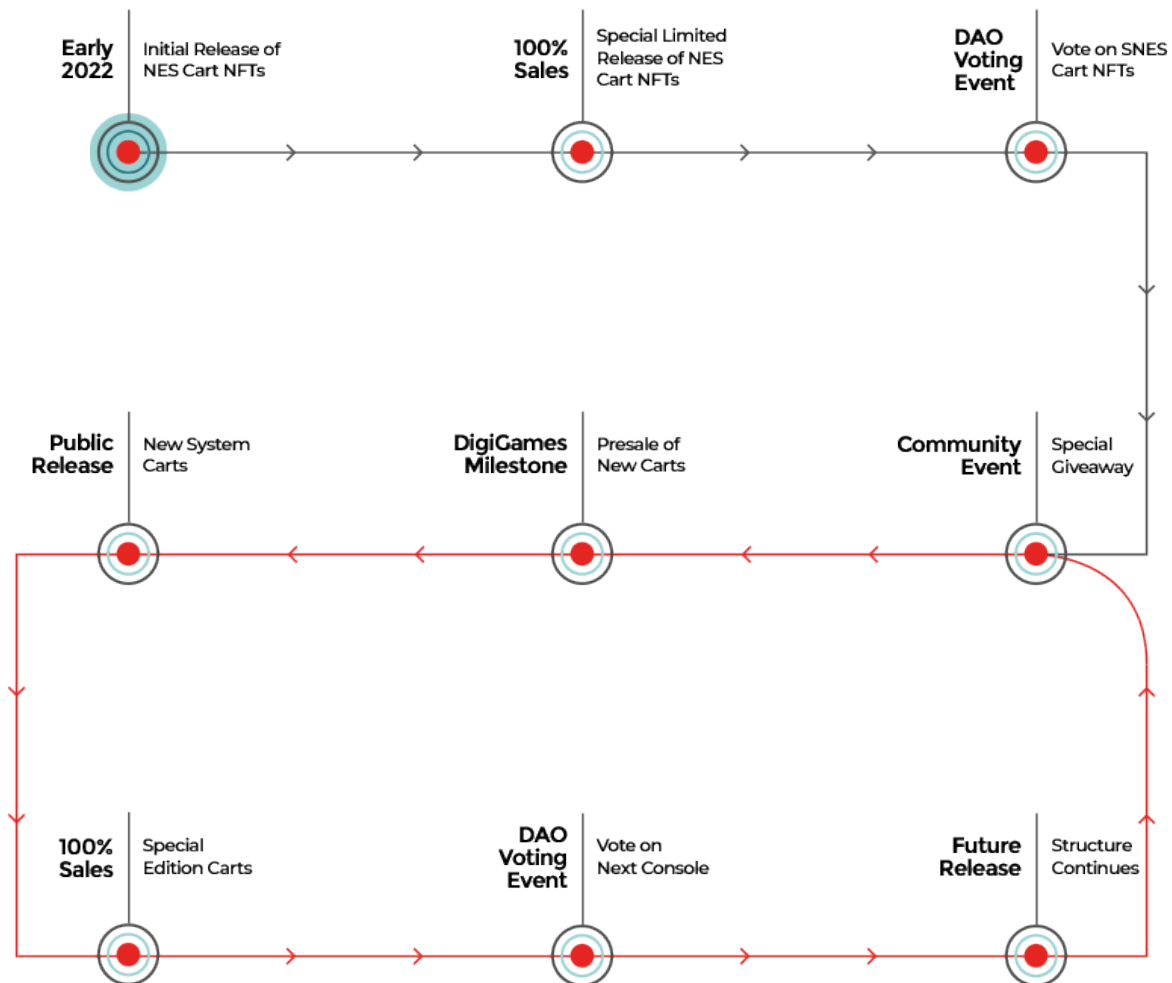 Early
2022
Initial Release of
NES Cart NFTs
100%
Sales
Special Limited
Release of NES
Cart NFTs
DAO
Voting
Event
Vote on SNES
Cart NFTs
Public
Release
New System
Carts
DigiGames
Milestone
Presale of
New Carts
Community
Event
Special
Giveaway
100%
Sales
Special
Edition Carts
DAO
Voting
Event
Vote on
Next Console
Future
Release
Structure
Continues